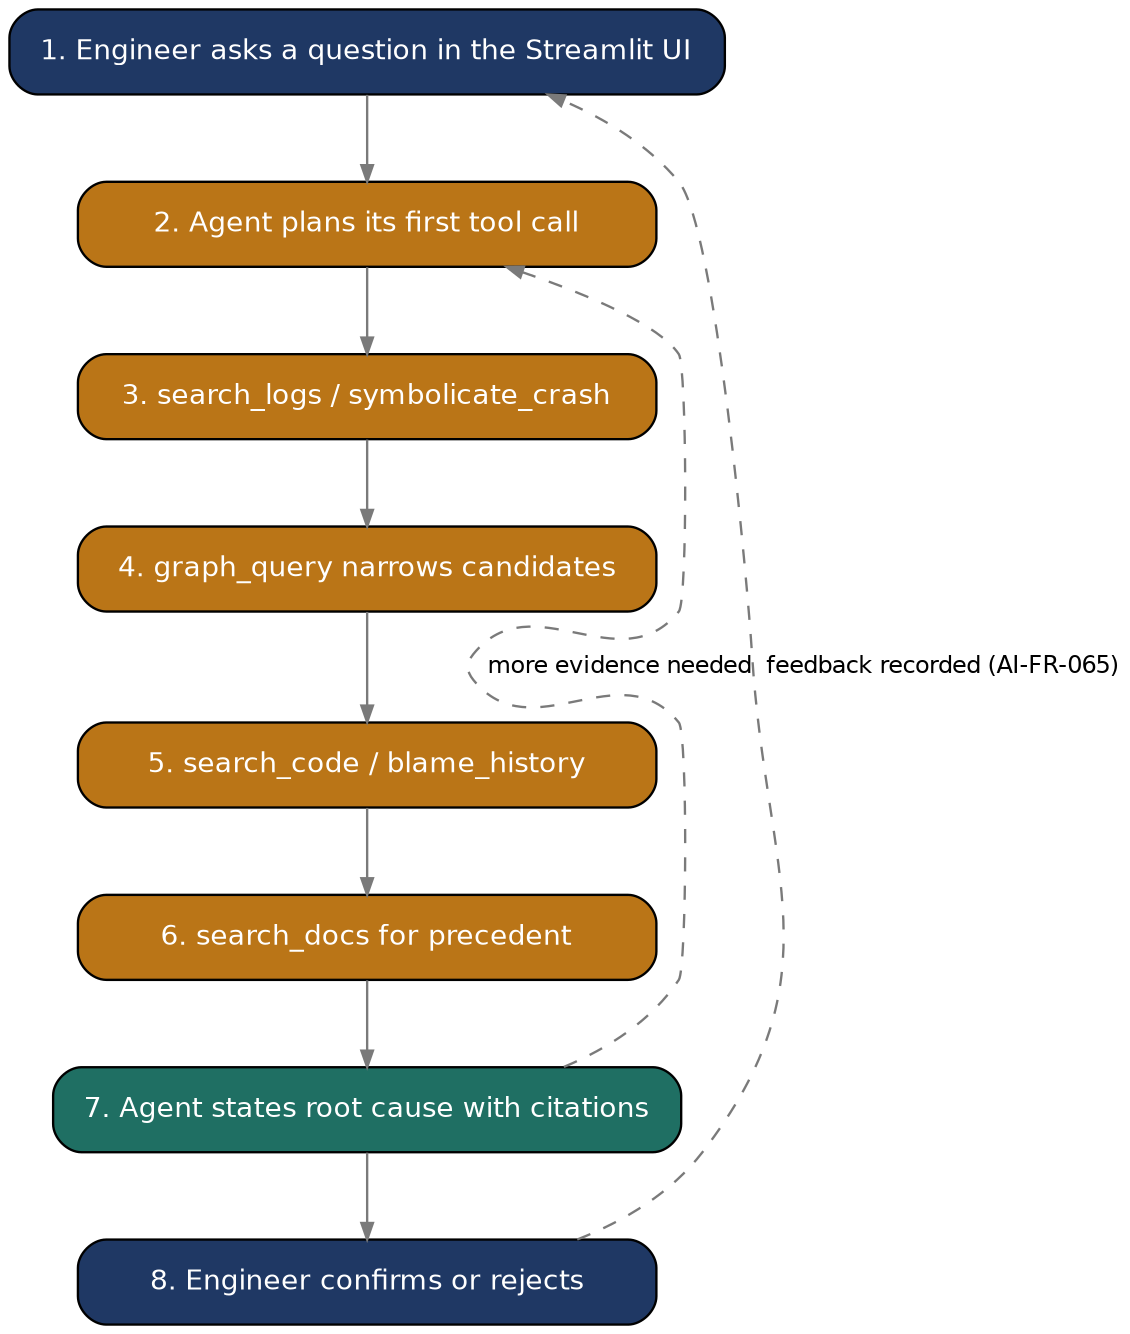 1. Engineer asks a question in the Streamlit UI
2. Agent plans its first tool call
3. search_logs / symbolicate_crash
4. graph_query narrows candidates
more evidence needed
feedback recorded (AI-FR-065)
5. search_code / blame_history
6. search_docs for precedent
7. Agent states root cause with citations
8. Engineer confirms or rejects